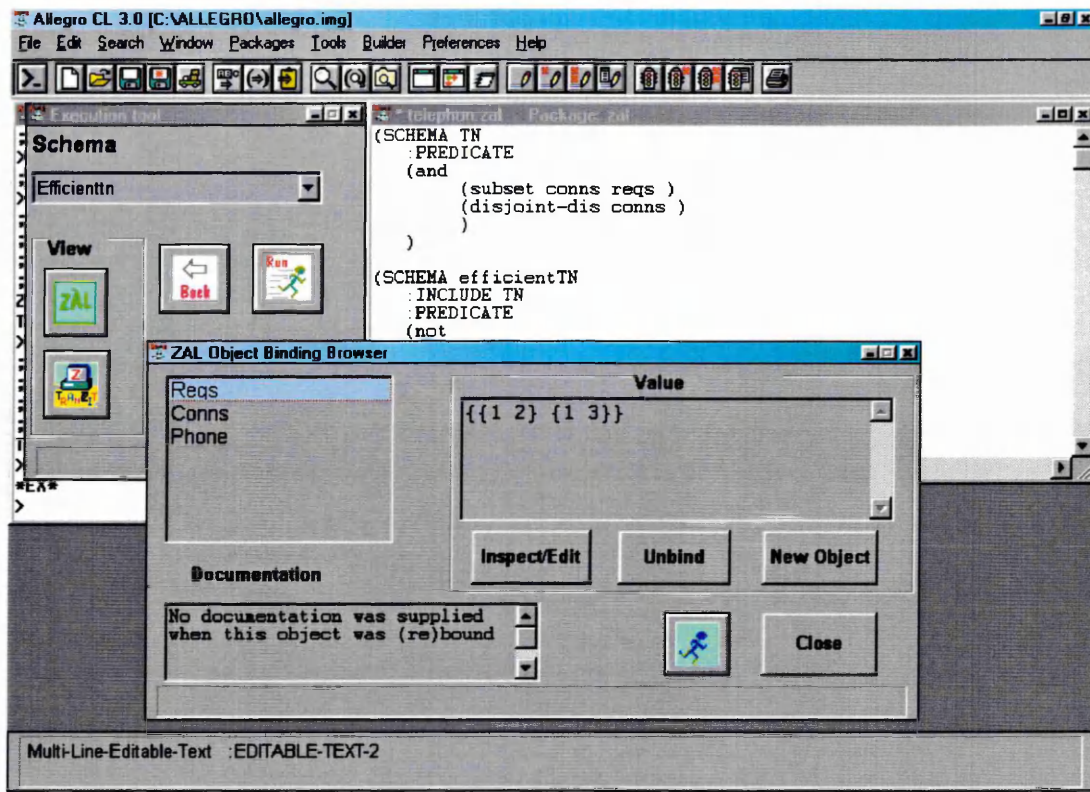 Allegro CL 3.0 [C:\ALLEGRO\allegro.img]
File Edit Search Window Packages Tools Builder Preferences Help
Execution tool
* telephon.zal Package: zal
Schema
Efficienttn
View
ZAL
Back
Run
Z
TRANZIT
(SCHEMA TN
:PREDICATE
(and
(subset conns reqs )
(disjoint-dis conns )
)
)
(SCHEMA efficientTN
:INCLUDE TN
:PREDICATE
(not
*EX*
>
ZAL Object Binding Browser
Reqs
Conns
Phone
Value
{{1 2} {1 3}}
Inspect/Edit
Unbind
New Object
Documentation
No documentation was supplied
when this object was (re)bound
Close
Multi-Line-Editable-Text :EDITABLE-TEXT-2